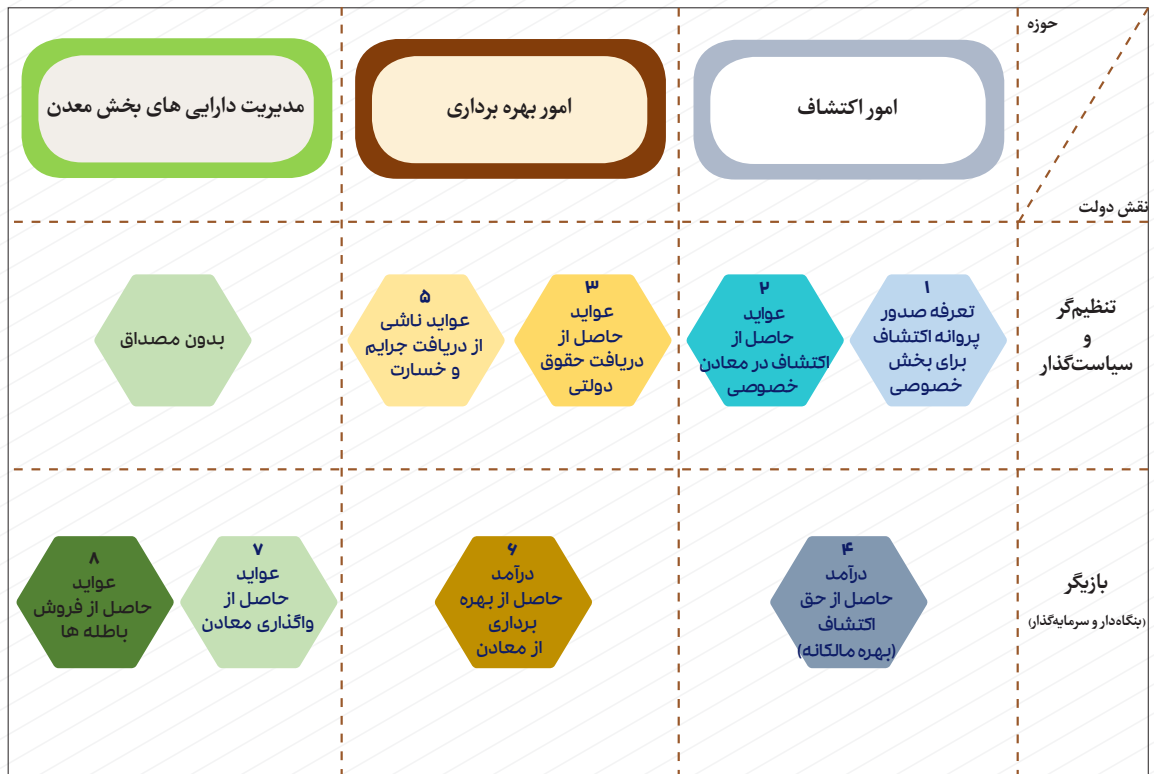 حوزه
نقش دولت
امور اکتشاف
امور بهره برداری
مدیریت دارایی های بخش معدن
تنظیم‌گر
و
سیاست‌گذار
۱
تعرفه صدور
پروانه اکتشاف
برای بخش
خصوصی
۲
عواید
حاصل از
اکتشاف در معادن
خصوصی
۳
عواید
حاصل از
دریافت حقوق
دولتی
۵
عواید ناشی
از دریافت جرایم
و خسارت
بدون مصداق
بازیگر
(بنگاه‌دار و سرمایه‌گذار)
۴
درآمد
حاصل از حق
اکتشاف
(بهره مالکانه)
۶
درآمد
حاصل از بهره
برداری
از معادن
۷
عواید
حاصل از
واگذاری معادن
۸
عواید
حاصل از فروش
باطله ها